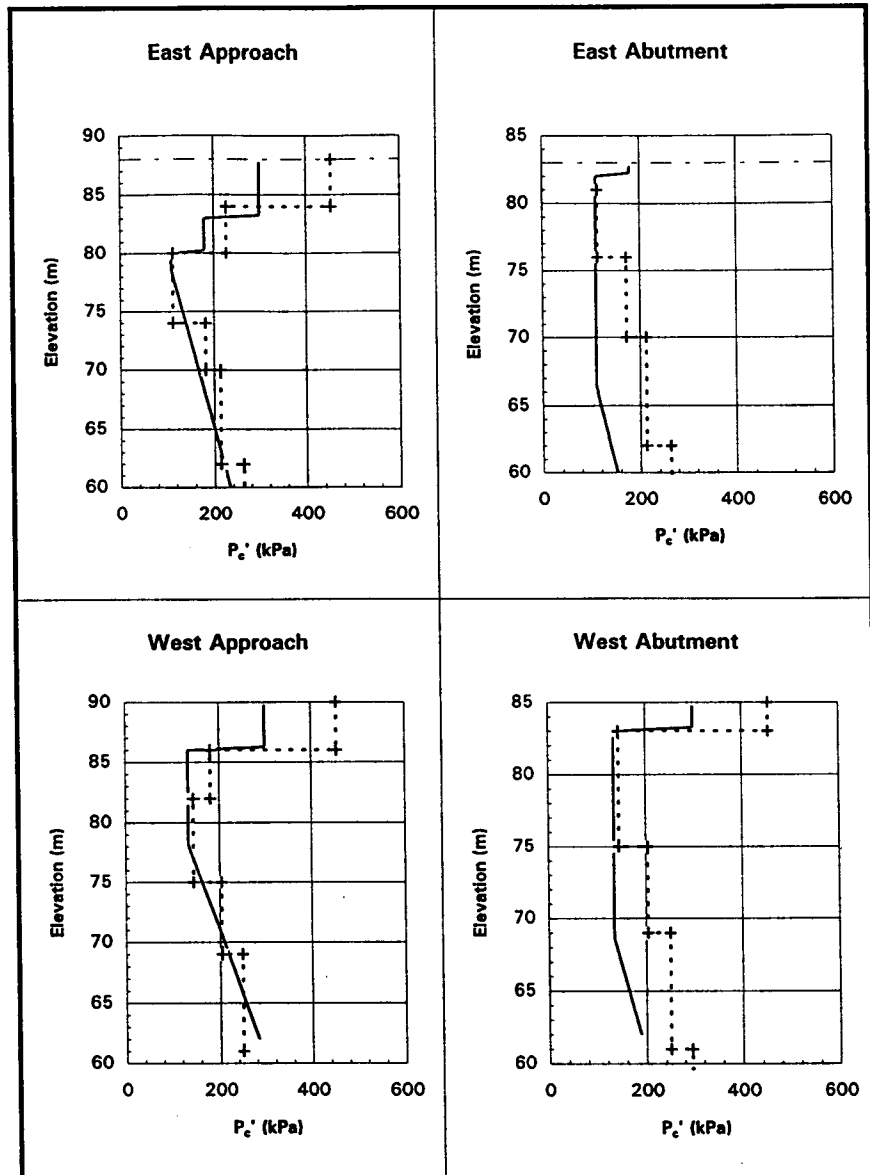 East Approach
90
85
80
75
70
65
60
Elevation (m)
0 200 400 600
Pc' (kPa)
East Abutment
85
80
75
70
65
60
Elevation (m)
0 200 400 600
Pc' (kPa)
West Approach
90
85
80
75
70
65
60
Elevation (m)
0 200 400 600
Pc' (kPa)
West Abutment
85
80
75
70
65
60
Elevation (m)
0 200 400 600
Pc' (kPa)